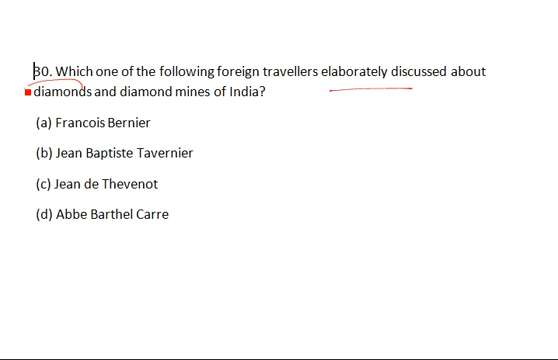 30. Which one of the following foreign travellers elaborately discussed about
diamonds and diamond mines of India?
(a) Francois Bernier
(b) Jean Baptiste Tavernier
(c) Jean de Thevenot
(d) Abbe Barthel Carre